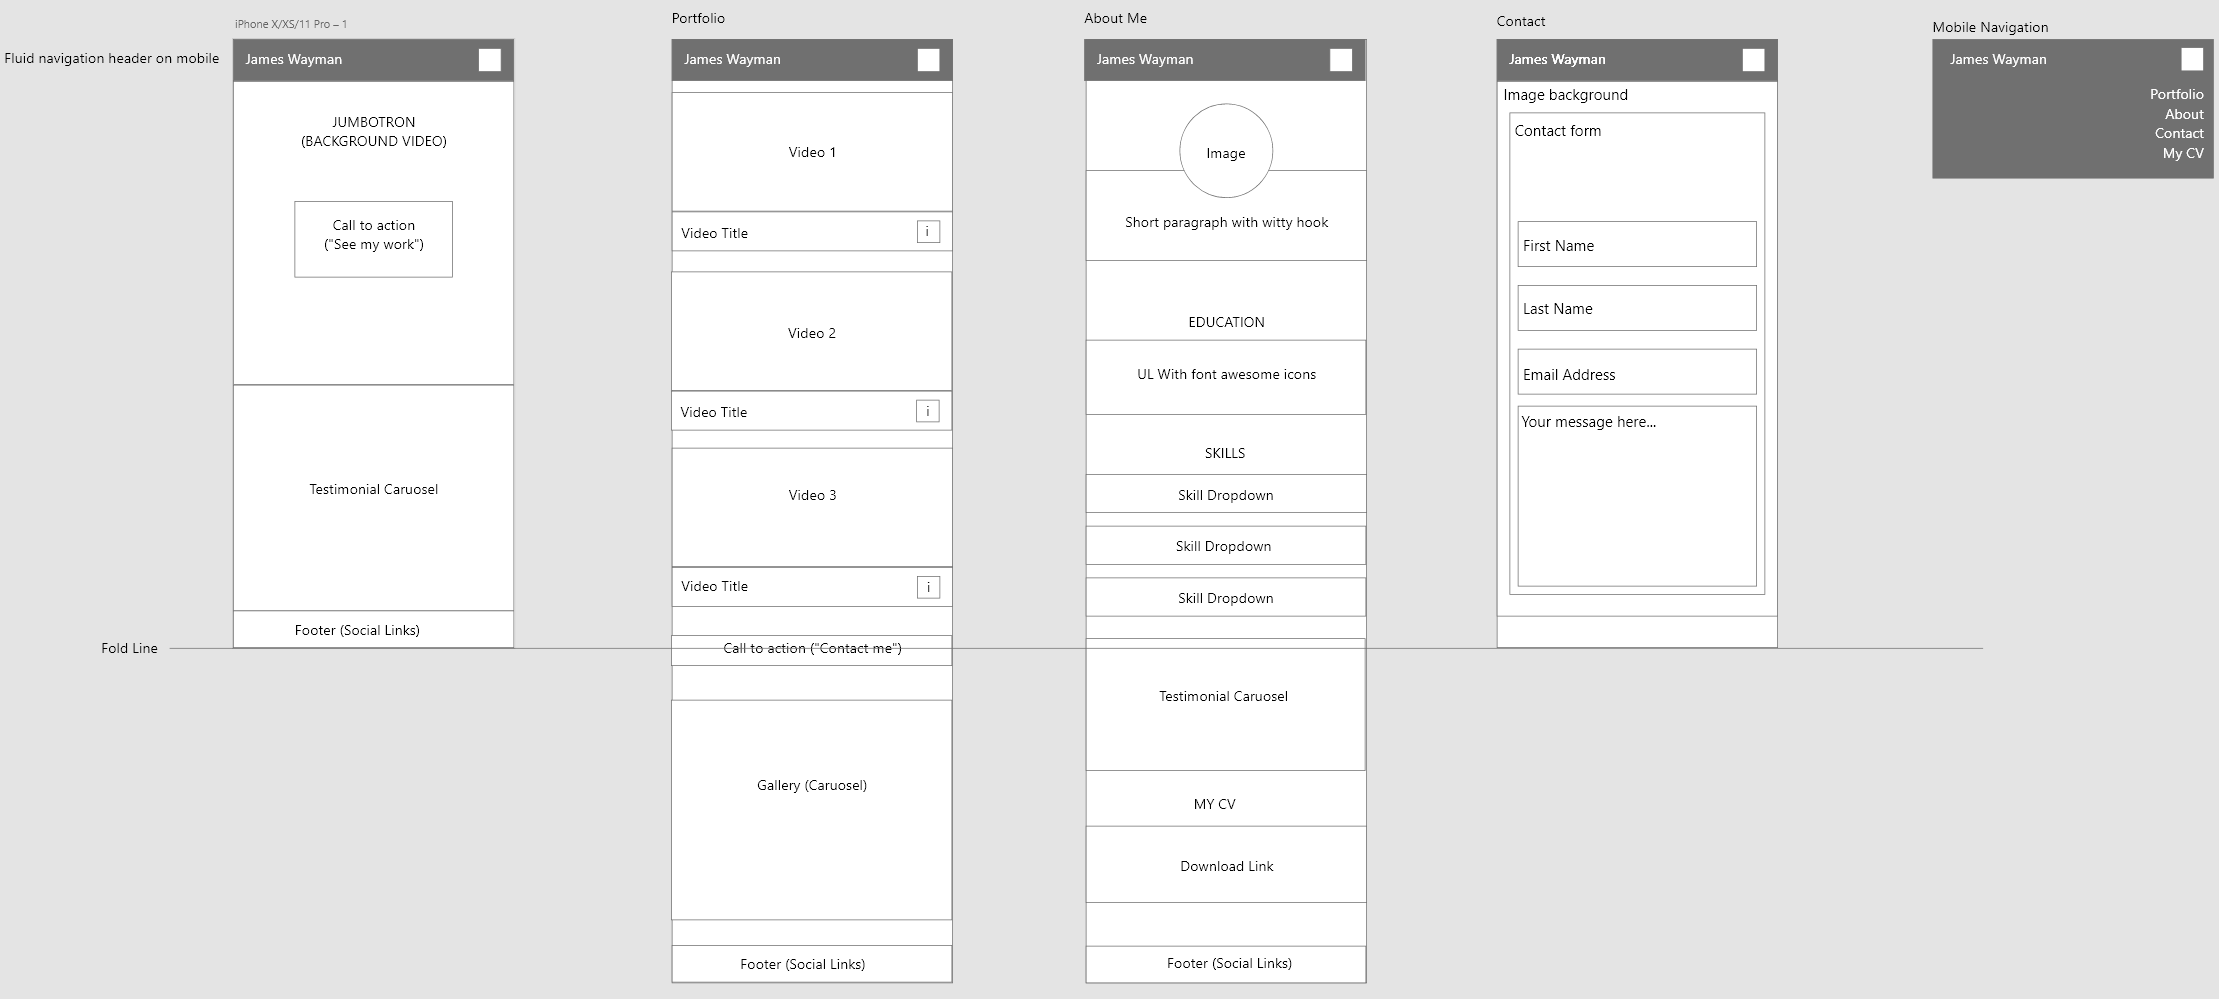 Fluid navigation header on mobile
iPhone X/XS/11 Pro – 1
James Wayman
JUMBOTRON
(BACKGROUND VIDEO)
Call to action
("See my work")
Testimonial Caruosel
Footer (Social Links)
Fold Line
Portfolio
James Wayman
Video 1
Video Title
i
Video 2
Video Title
i
Video 3
Video Title
i
Call to action ("Contact me")
Gallery (Caruosel)
Footer (Social Links)
About Me
James Wayman
Image
Short paragraph with witty hook
EDUCATION
UL With font awesome icons
SKILLS
Skill Dropdown
Skill Dropdown
Skill Dropdown
Testimonial Caruosel
MY CV
Download Link
Footer (Social Links)
Contact
James Wayman
Image background
Contact form
First Name
Last Name
Email Address
Your message here...
Mobile Navigation
James Wayman
Portfolio
About
Contact
My CV